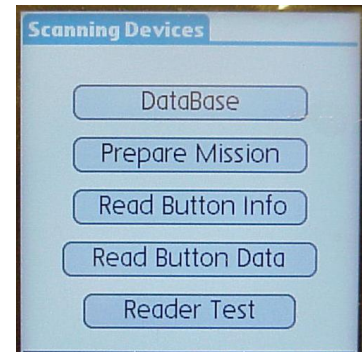 Scanning Devices
DataBase
Prepare Mission
Read Button Info
Read Button Data
Reader Test